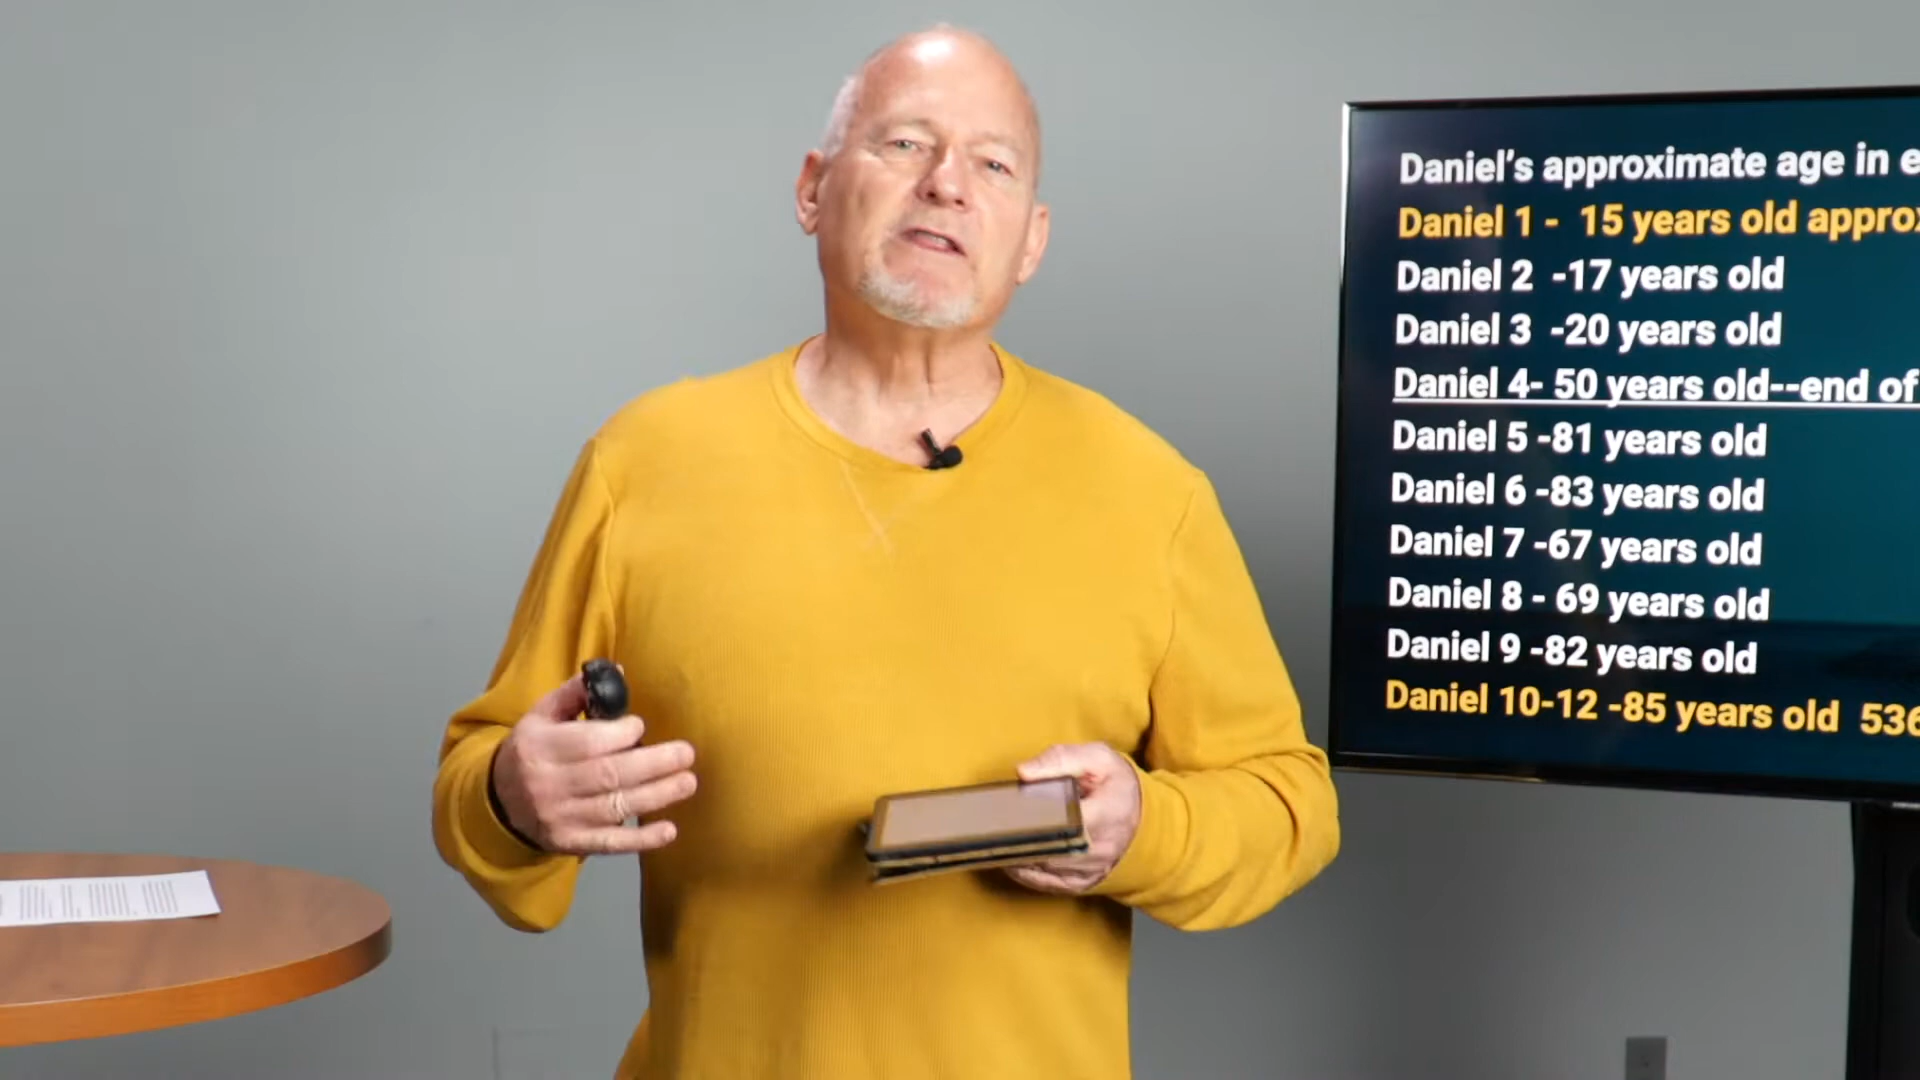 Daniel's approximate age in
Daniel 1 - 15 years old
Daniel 2 -17 years old
Daniel 3 -20 years old
Daniel 4- 50 years old--end of
Daniel 5 -81 years old
Daniel 6 -83 years old
Daniel 7 -67 years old
Daniel 8 - 69 years old
Daniel 9 -82 years old
Daniel 10-12 -85 years old 536